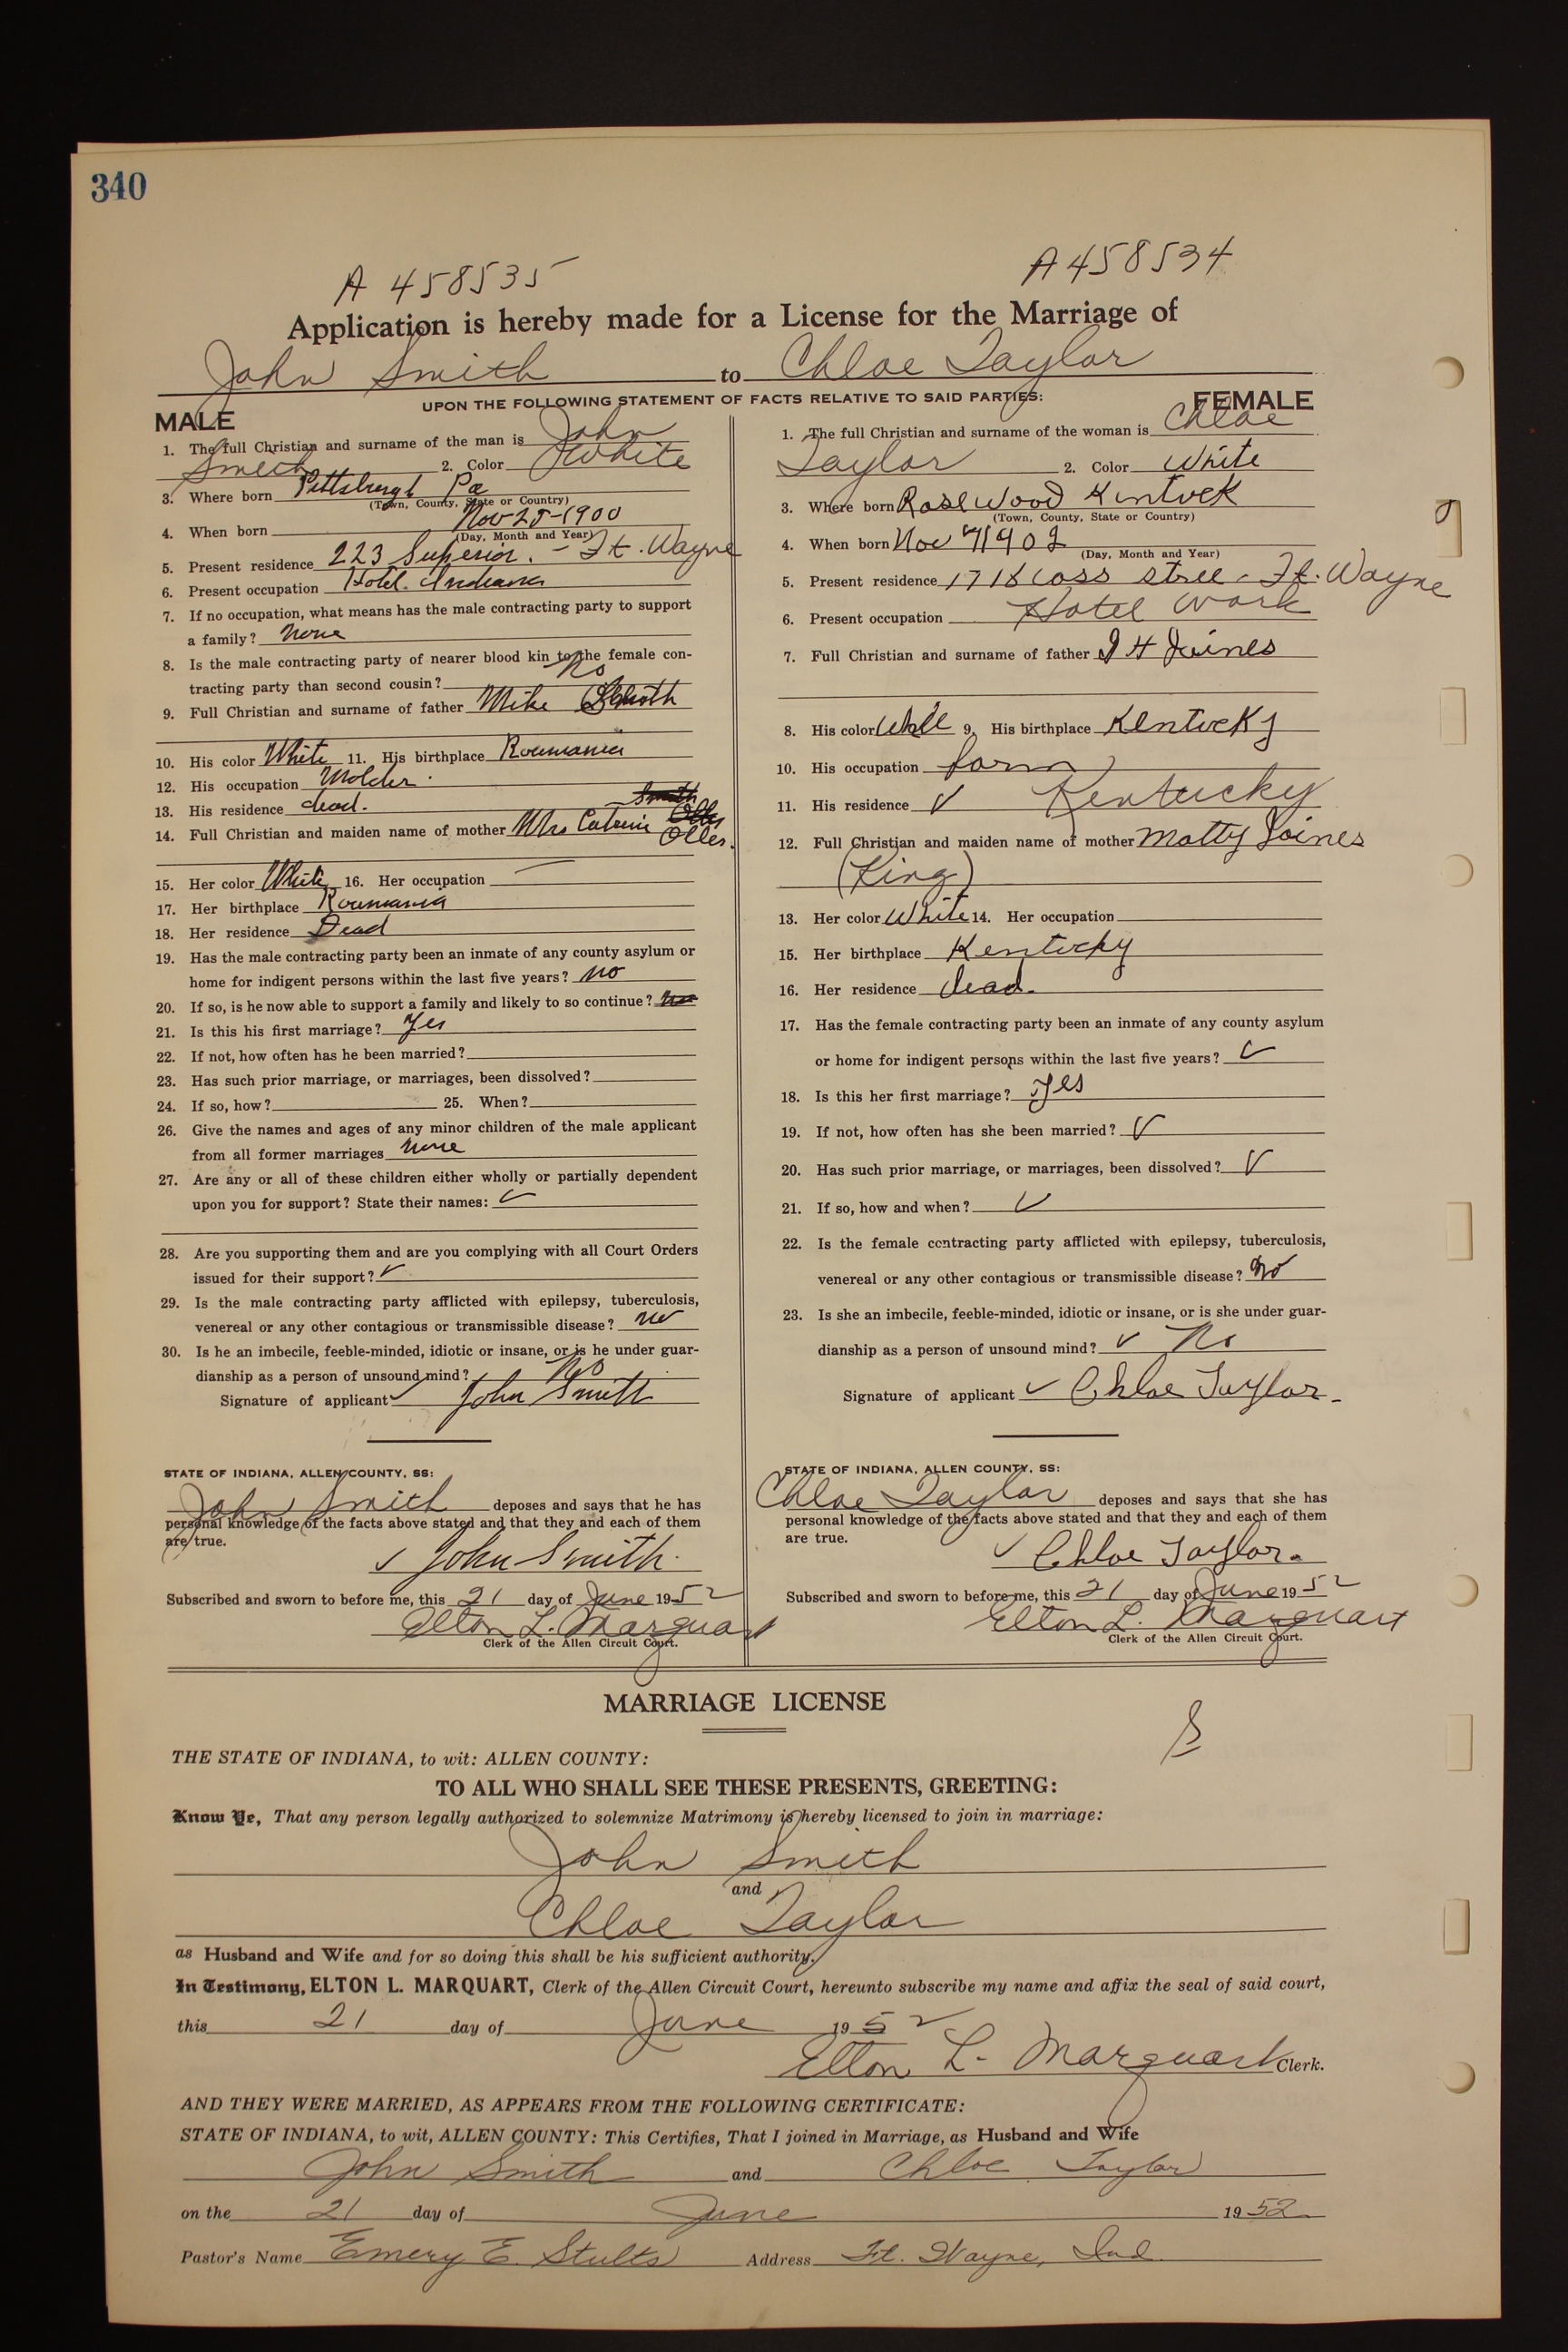 340
A 458535 A 458534
Application is hereby made for a License for the Marriage of
John Smith to Chloe Taylor
UPON THE FOLLOWING STATEMENT OF FACTS RELATIVE TO SAID PARTIES:
MALE
1. The full Christian and surname of the man is John
Smith 2. Color White
3. Where born Pittsburgh Pa
(Town, County, State or Country)
4. When born Nov 25-1900
(Day, Month and Year)
5. Present residence 223 Superior. - Ft. Wayne
6. Present occupation Hotel. Indiana
7. If no occupation, what means has the male contracting party to support
a family? none
8. Is the male contracting party of nearer blood kin to the female con-
tracting party than second cousin? No
9. Full Christian and surname of father Mike
10. His color White 11. His birthplace Roumania
12. His occupation Molder.
13. His residence dead.
14. Full Christian and maiden name of mother Mrs Olles.
15. Her color White 16. Her occupation
17. Her birthplace Roumania
18. Her residence Dead
19. Has the male contracting party been an inmate of any county asylum or
home for indigent persons within the last five years? no
20. If so, is he now able to support a family and likely to so continue?
21. Is this his first marriage? Yes
22. If not, how often has he been married?
23. Has such prior marriage, or marriages, been dissolved?
24. If so, how? 25. When?
26. Give the names and ages of any minor children of the male applicant
from all former marriages none
27. Are any or all of these children either wholly or partially dependent
upon you for support? State their names: ✓
28. Are you supporting them and are you complying with all Court Orders
issued for their support? ✓
29. Is the male contracting party afflicted with epilepsy, tuberculosis,
venereal or any other contagious or transmissible disease? no
30. Is he an imbecile, feeble-minded, idiotic or insane, or is he under guar-
dianship as a person of unsound mind? No
Signature of applicant ✓ John Smith
STATE OF INDIANA, ALLEN COUNTY, SS:
John Smith deposes and says that he has
personal knowledge of the facts above stated and that they and each of them
are true.
✓ John Smith.
Subscribed and sworn to before me, this 21 day of June 1952
Elton L. Marquart
Clerk of the Allen Circuit Court.
FEMALE
1. The full Christian and surname of the woman is Chloe
Taylor 2. Color White
3. Where born Rosewood Kentuck
(Town, County, State or Country)
4. When born Nov 7 1902
(Day, Month and Year)
5. Present residence 1718 Cass stree - Ft. Wayne
6. Present occupation Hotel Work
7. Full Christian and surname of father J H Joines
8. His color White 9. His birthplace Kentucky
10. His occupation farm
11. His residence ✓ Kentucky
12. Full Christian and maiden name of mother Matty Joines
(King)
13. Her color White 14. Her occupation
15. Her birthplace Kentucky
16. Her residence dead.
17. Has the female contracting party been an inmate of any county asylum
or home for indigent persons within the last five years? ✓
18. Is this her first marriage? Yes
19. If not, how often has she been married? ✓
20. Has such prior marriage, or marriages, been dissolved? ✓
21. If so, how and when? ✓
22. Is the female contracting party afflicted with epilepsy, tuberculosis,
venereal or any other contagious or transmissible disease? no
23. Is she an imbecile, feeble-minded, idiotic or insane, or is she under guar-
dianship as a person of unsound mind? ✓ No
Signature of applicant ✓ Chloe Taylor.
STATE OF INDIANA, ALLEN COUNTY, SS:
Chloe Taylor deposes and says that she has
personal knowledge of the facts above stated and that they and each of them
are true.
✓ Chloe Taylor.
Subscribed and sworn to before me, this 21 day of June 1952
Elton L. Marquart
Clerk of the Allen Circuit Court.
MARRIAGE LICENSE
THE STATE OF INDIANA, to wit: ALLEN COUNTY:
TO ALL WHO SHALL SEE THESE PRESENTS, GREETING:
Know Ye, That any person legally authorized to solemnize Matrimony is hereby licensed to join in marriage:
John Smith
and
Chloe Taylor
as Husband and Wife and for so doing this shall be his sufficient authority.
In Testimony, ELTON L. MARQUART, Clerk of the Allen Circuit Court, hereunto subscribe my name and affix the seal of said court,
this 21 day of June 1952
Elton L. Marquart Clerk.
AND THEY WERE MARRIED, AS APPEARS FROM THE FOLLOWING CERTIFICATE:
STATE OF INDIANA, to wit, ALLEN COUNTY: This Certifies, That I joined in Marriage, as Husband and Wife
John Smith and Chloe Taylor
on the 21 day of June 1952
Pastor's Name Emery E. Stults Address Ft. Wayne, Ind.